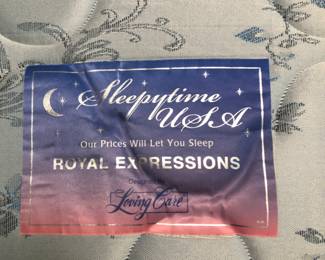 Sleepytime
USA
Our Prices Will Let You Sleep
ROYAL EXPRESSIONS
Loving Care